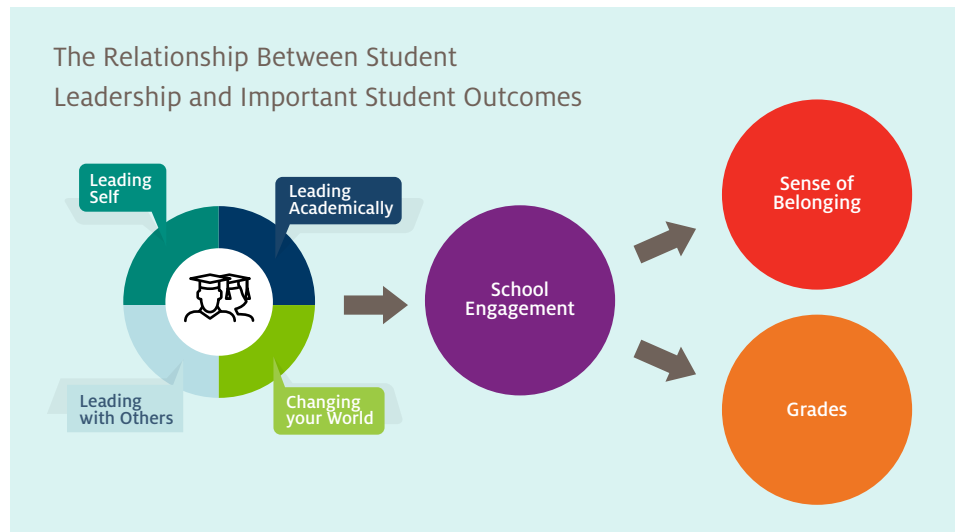 The Relationship Between Student
Leadership and Important Student Outcomes
Leading
Self
Leading
Academically
Leading
with Others
Changing
your World
School
Engagement
Sense of
Belonging
Grades